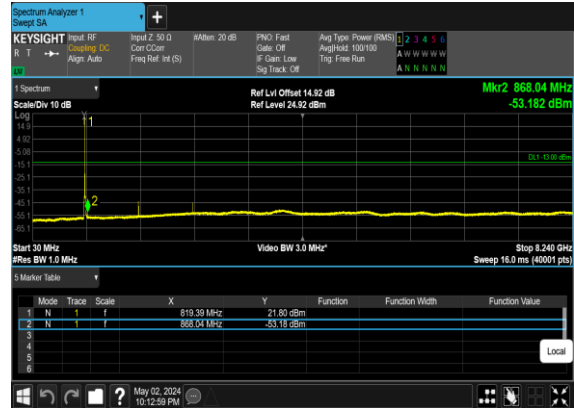 Spectrum Analyzer 1
Swept SA
KEYSIGHT Input: RF Input Z: 50 Ω #Atten: 20 dB PNO: Fast Avg Type: Power (RMS) 1 2 3 4 5 6
R T Coupling: DC Corr CCorr Gate: Off Avg|Hold: 100/100 A W W W W W
Align: Auto Freq Ref: Int (S) IF Gain: Low Trig: Free Run
Sig Track: Off A N N N N N
1 Spectrum Ref Lvl Offset 14.92 dB Mkr2 868.04 MHz
Scale/Div 10 dB Ref Level 24.92 dBm -53.182 dBm
Log
14.9
4.92
-5.08
-15.1 DL1 -13.00 dBm
-25.1
-35.1
-45.1
-55.1
-65.1
1
2
Start 30 MHz Video BW 3.0 MHz* Stop 8.240 GHz
#Res BW 1.0 MHz Sweep 16.0 ms (40001 pts)
5 Marker Table
Mode Trace Scale X Y Function Function Width Function Value
1 N 1 f 819.39 MHz 21.80 dBm
2 N 1 f 868.04 MHz -53.18 dBm
3
4
5
6
Local
? May 02, 2024
10:12:59 PM